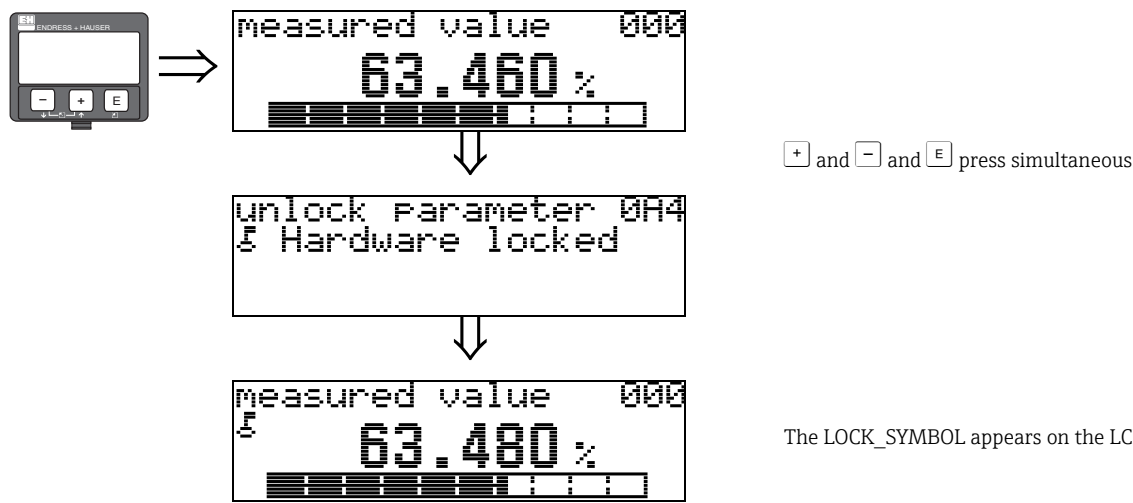 EH
ENDRESS + HAUSER
- + E
measured value 000
63.460 %
+ and - and E press simultaneous
unlock parameter 0A4
Hardware locked
measured value 000
63.480 %
The LOCK_SYMBOL appears on the LC